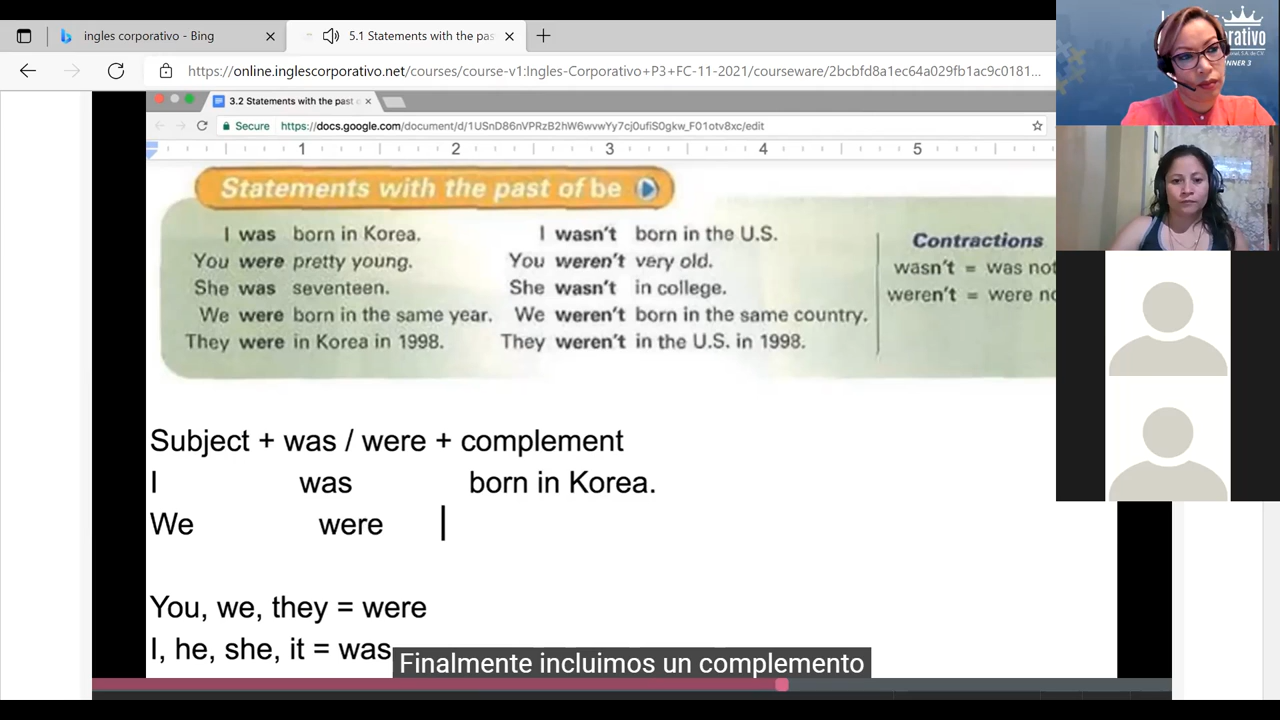 ingles corporativo - Bing
5.1 Statements with the pas
https://online.inglescorporativo.net/courses/course-v1:Ingles-Corporativo+P3+FC-11-2021/courseware/2bcbfd8a1ec64a029fb1ac9c0181...
3.2 Statements with the past
Secure https://docs.google.com/document/d/1USnD86nVPRzB2hW6wvwYy7cj0ufiS0gkw_F01otv8xc/edit
1 2 3 4 5
Statements with the past of be
I was born in Korea. I wasn't born in the U.S.
You were pretty young. You weren't very old.
She was seventeen. She wasn't in college.
We were born in the same year. We weren't born in the same country.
They were in Korea in 1998. They weren't in the U.S. in 1998.
Contractions
wasn't = was not
weren't = were no
Subject + was / were + complement
I was born in Korea.
We were
You, we, they = were
I, he, she, it = was
Finalmente incluimos un complemento